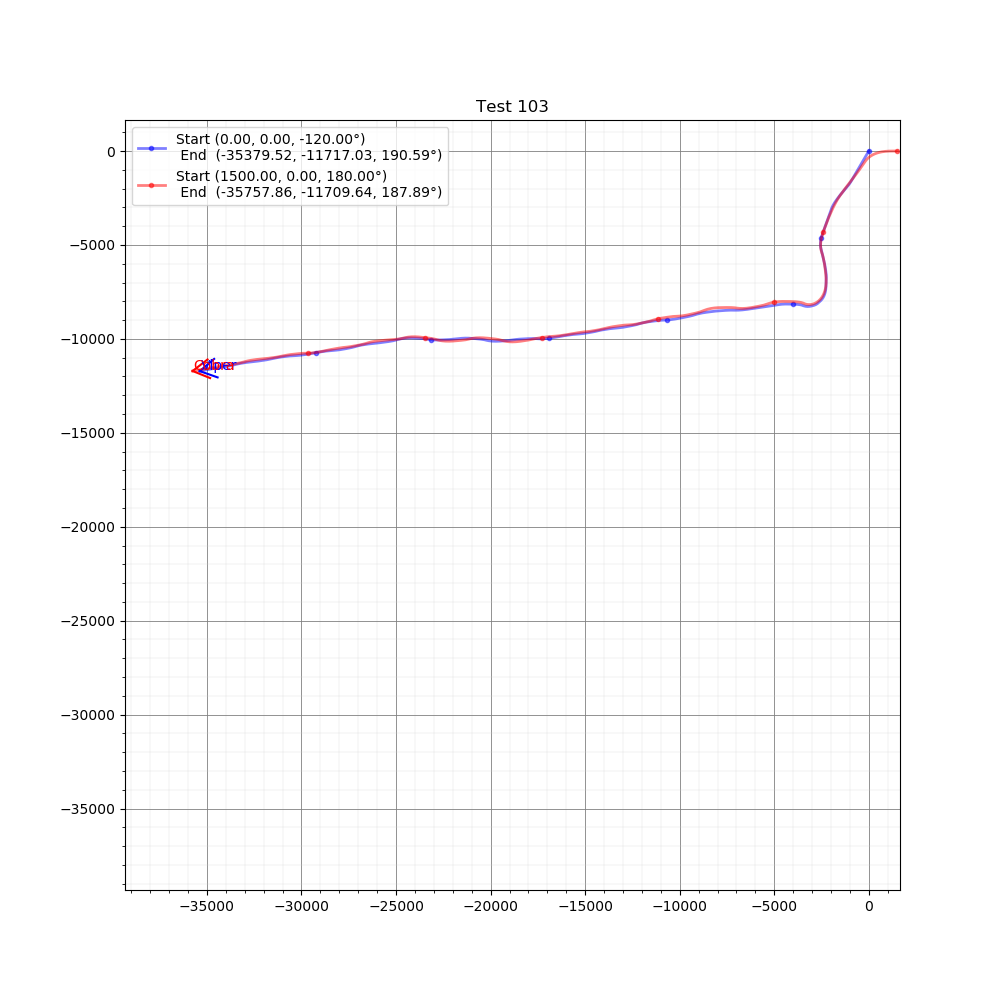 Test 103
Start (0.00, 0.00, -120.00°)
End (-35379.52, -11717.03, 190.59°)
Start (1500.00, 0.00, 180.00°)
End (-35757.86, -11709.64, 187.89°)
0
−5000
−10000
−15000
−20000
−25000
−30000
−35000
−35000 −30000 −25000 −20000 −15000 −10000 −5000 0